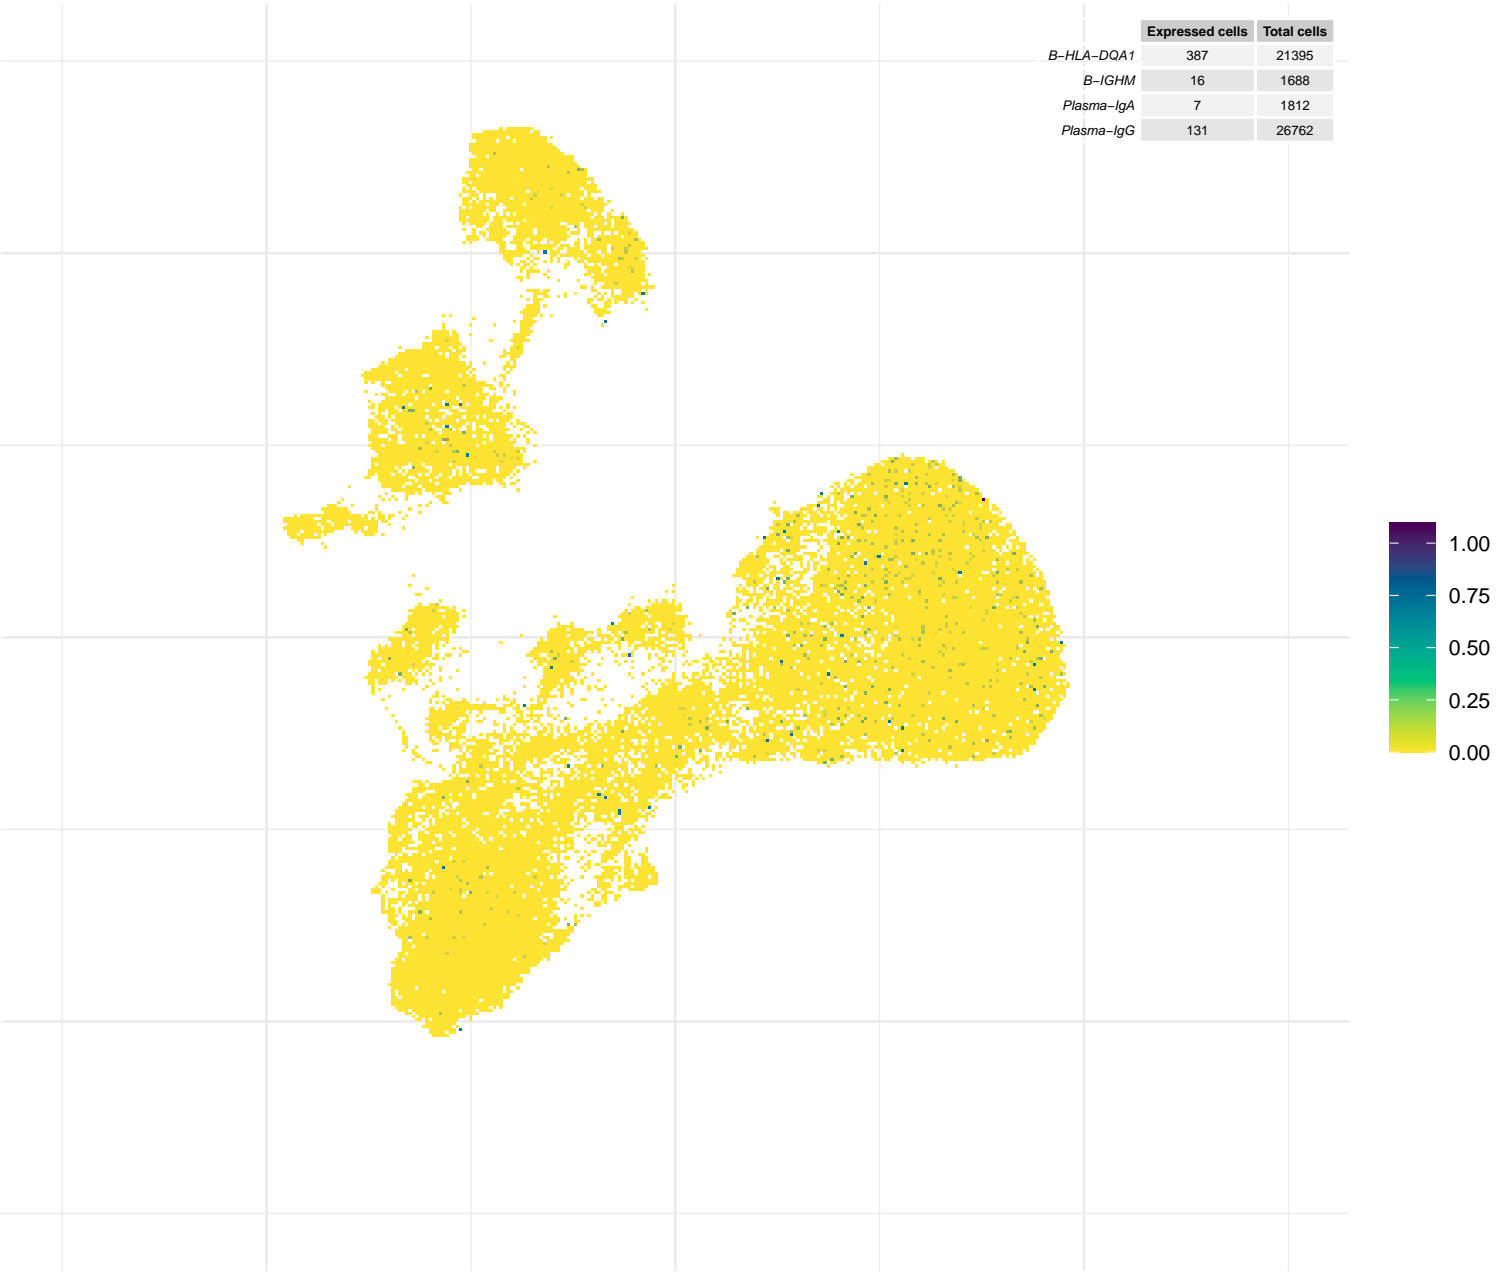 Expressed cells Total cells
B−HLA−DQA1 387 21395
B−IGHM 16 1688
Plasma−IgA 7 1812
Plasma−IgG 131 26762
1.00
0.75
0.50
0.25
0.00